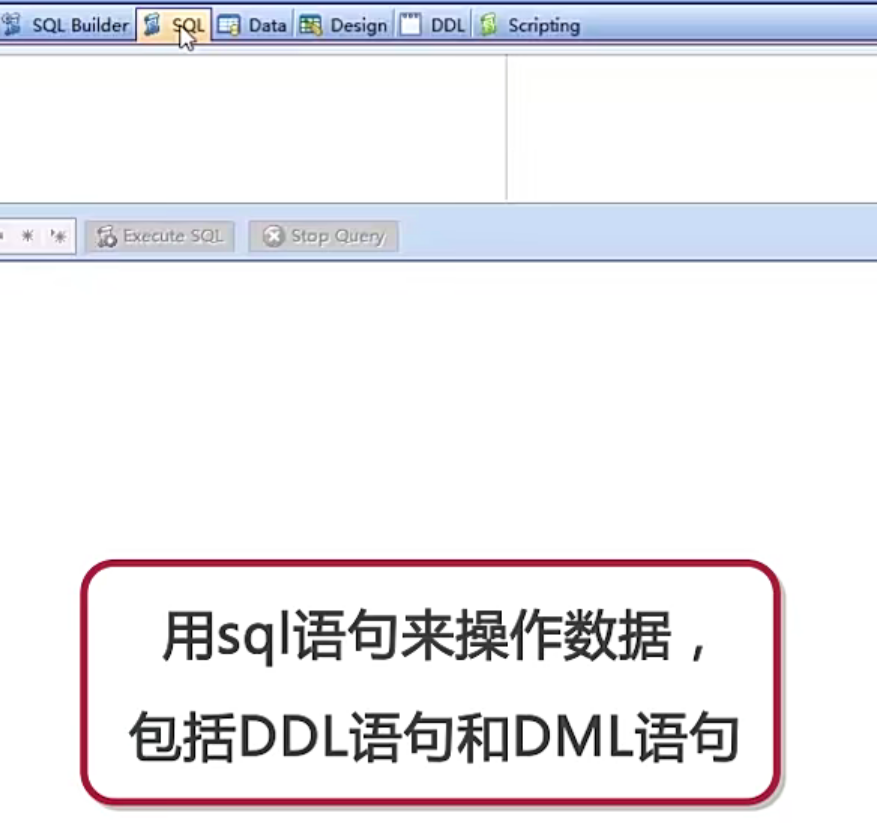 SQL Builder SQL Data Design DDL Scripting
Execute SQL Stop Query
用sql语句来操作数据，
包括DDL语句和DML语句